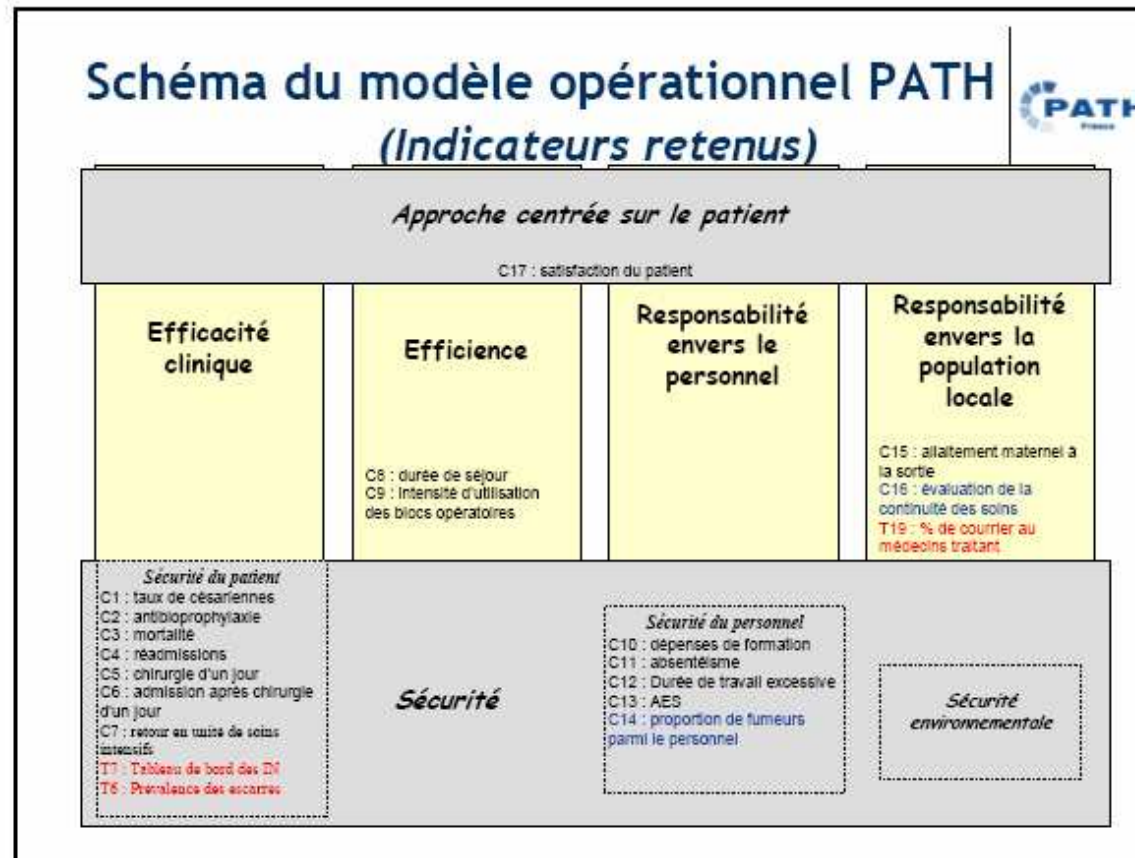 Schéma du modèle opérationnel PATH
(Indicateurs retenus)
PATH
France
Approche centrée sur le patient
C17 : satisfaction du patient
Efficacité
clinique
Efficience
C8 : durée de séjour
C9 : intensité d'utilisation
des blocs opératoires
Responsabilité
envers le
personnel
Responsabilité
envers la
population
locale
C15 : allaitement maternel à
la sortie
C16 : évaluation de la
continuité des soins
T19 : % de courrier au
médecins traitant
Sécurité du patient
C1 : taux de césariennes
C2 : antibioprophylaxie
C3 : mortalité
C4 : réadmissions
C5 : chirurgie d'un jour
C6 : admission après chirurgie
d'un jour
C7 : retour en unite de soins
intensifs
T7 : Tableau de bord des IN
T6 : Prévalence des escarres
Sécurité
Sécurité du personnel
C10 : dépenses de formation
C11 : absentéisme
C12 : Durée de travail excessive
C13 : AES
C14 : proportion de fumeurs
parmi le personnel
Sécurité
environnementale